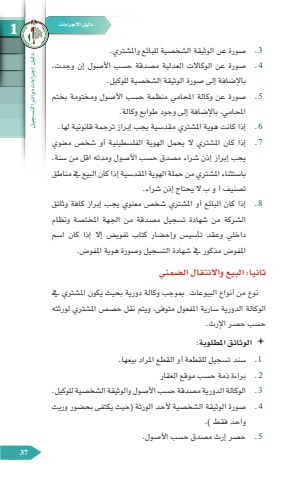 دليل الاجراءات
1
دليل إجراءات دوائر التسجيل
3. صورة عن الوثيقة الشخصية للبائع والمشتري.
4. صورة عن الوكالات العدلية مصدقة حسب الأصول إن وجدت،
بالإضافة إلى صورة الوثيقة الشخصية للوكيل.
5. صورة عن وكالة المحامي منظمة حسب الأصول ومختومة بختم
المحامي، بالإضافة إلى وجود طوابع وكالة.
6. إذا كانت هوية المشتري مقدسية يجب إبراز ترجمة قانونية لها.
7. إذا كان المشتري لا يحمل الهوية الفلسطينية أو شخص معنوي
يجب إبراز إذن شراء مصدق حسب الأصول ومدته اقل من سنة،
باستثناء المشتري من حملة الهوية المقدسية إذا كان البيع في مناطق
تصنيف أ و ب لا يحتاج إذن شراء.
8. إذا كان البائع أو المشتري شخص معنوي يجب إبراز كافة وثائق
الشركة من شهادة تسجيل مصدقة من الجهة المختصة ونظام
داخلي وعقد تأسيس وإحضار كتاب تفويض إلا إذا كان اسم
المفوض مذكور في شهادة التسجيل وصورة هوية المفوض.
ثانيا: البيع والانتقال الضمني
نوع من أنواع البيوعات بموجب وكالة دورية بحيث يكون المشتري في
الوكالة الدورية سارية المفعول متوفى، ويتم نقل حصص المشتري لورثته
حسب حصر الإرث.
الوثائق المطلوبة:
1. سند تسجيل للقطعة أو القطع المراد بيعها.
2. براءة ذمة حسب موقع العقار
3. الوكالة الدورية مصدقة حسب الأصول والوثيقة الشخصية للوكيل.
4. صورة الوثيقة الشخصية لأحد الورثة (حيث يكتفى بحضور وريث
واحد فقط ).
5. حصر إرث مصدق حسب الأصول.
37